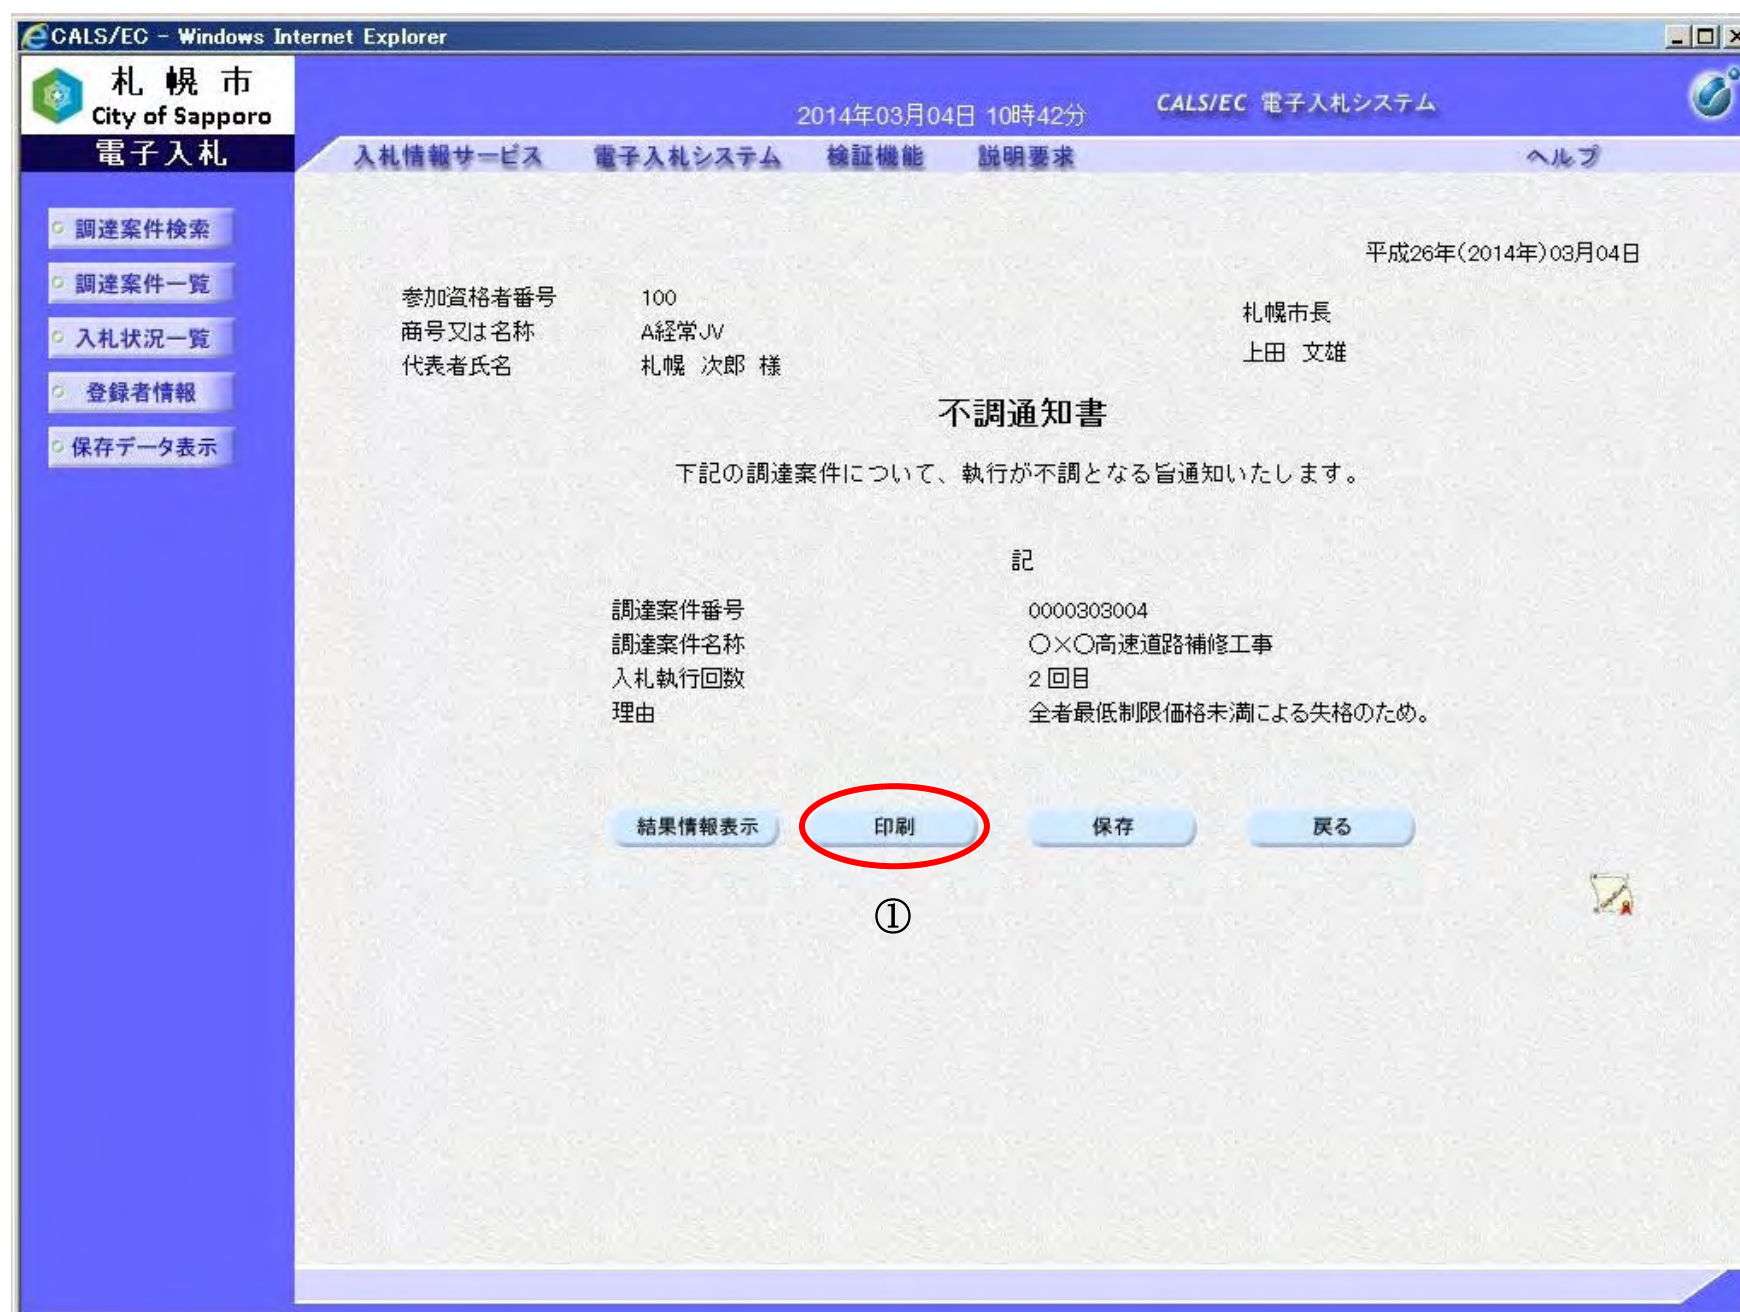 CALS/EC - Windows Internet Explorer
札幌市
City of Sapporo
2014年03月04日 10時42分
CALS/EC 電子入札システム
電子入札
入札情報サービス 電子入札システム 検証機能 説明要求 ヘルプ
調達案件検索
調達案件一覧
入札状況一覧
登録者情報
保存データ表示
平成26年(2014年)03月04日
参加資格者番号 100
商号又は名称 A経常JV
代表者氏名 札幌 次郎 様
札幌市長
上田 文雄
不調通知書
下記の調達案件について、執行が不調となる旨通知いたします。
記
調達案件番号 0000303004
調達案件名称 ○×○高速道路補修工事
入札執行回数 2回目
理由 全者最低制限価格未満による失格のため。
結果情報表示 印刷 保存 戻る
①